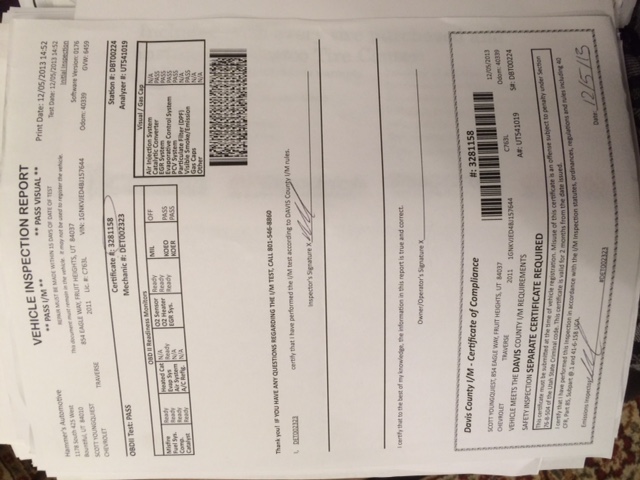 VEHICLE INSPECTION REPORT
** PASS I/M ** ** PASS VISUAL **
REPAIR MUST BE MADE WITHIN 15 DAYS OF DATE OF TEST
This document must remain in the vehicle. It may not be used to register the vehicle.
Print Date: 12/05/2013 14:52
Test Date: 12/05/2013 14:52
Initial Inspection
Software Version: 0176
GVW: 6459
Hammer's Automotive
1178 South 425 West
Bountiful, UT 84010
SCOTT YOUNGQUIEST 854 EAGLE WAY, FRUIT HEIGHTS, UT 84037
CHEVROLET TRAVERSE 2011 Lic. #: C763L VIN: 1GNKVJED4BJ157644 Odom: 40339
Certificate #: 3281158 Station #: DBT00224
OBDII Test: PASS Mechanic #: DET002323 Analyzer #: UT541019
OBD II Readiness Monitors
Misfire Ready Heated Cat N/A O2 Sensor Ready MIL OFF
Fuel Sys. Ready Evap Sys Ready O2 Heater Ready
Comp. Ready Air System N/A EGR Sys. Ready KOEO PASS
Catalyst Ready A/C Refig. N/A KOER PASS
Visual / Gas Cap
Air Injection System N/A
Catalytic Converter PASS
EGR System PASS
Evaporative Control System PASS
PCV System PASS
Particulate Filter (DPF) N/A
Visible Smoke/Emission PASS
Gas Caps N/A
Other N/A
Thank you! IF YOU HAVE ANY QUESTIONS REGARDING THE I/M TEST, CALL 801-546-8860
I, DET002323 certify that I have performed the I/M test according to DAVIS County I/M rules.
Inspector's Signature X
I certify that to the best of my knowledge, the information in this report is true and correct.
Owner/Operator's Signature X
Davis County I/M - Certificate of Compliance #: 3281158
SCOTT YOUNGQUIEST, 854 EAGLE WAY, FRUIT HEIGHTS, UT 84037 12/05/2013
CHEVROLET TRAVERSE 2011 1GNKVJED4BJ157644 C763L Odom: 40339
VEHICLE MEETS THE DAVIS COUNTY I/M REQUIREMENTS A#: UT541019 S#: DBT00224
SAFETY INSPECTION SEPARATE CERTIFICATE REQUIRED
This certificate must be submitted at the time of vehicle registration. Misuse of this certificate is an offense subject to penalty under Section
76-8-504 of the Utah State Criminal code. This certificate is valid for 2 months from the date issued.
I certify that I have performed this inspection in accordance with the I/M inspection statutes, ordinances, regulations and rules including 40
CFR, Part 85, Subpart @-5 and 41-6-158 UCA.
Emissions Inspector #DET002323 Date: 12/5/13